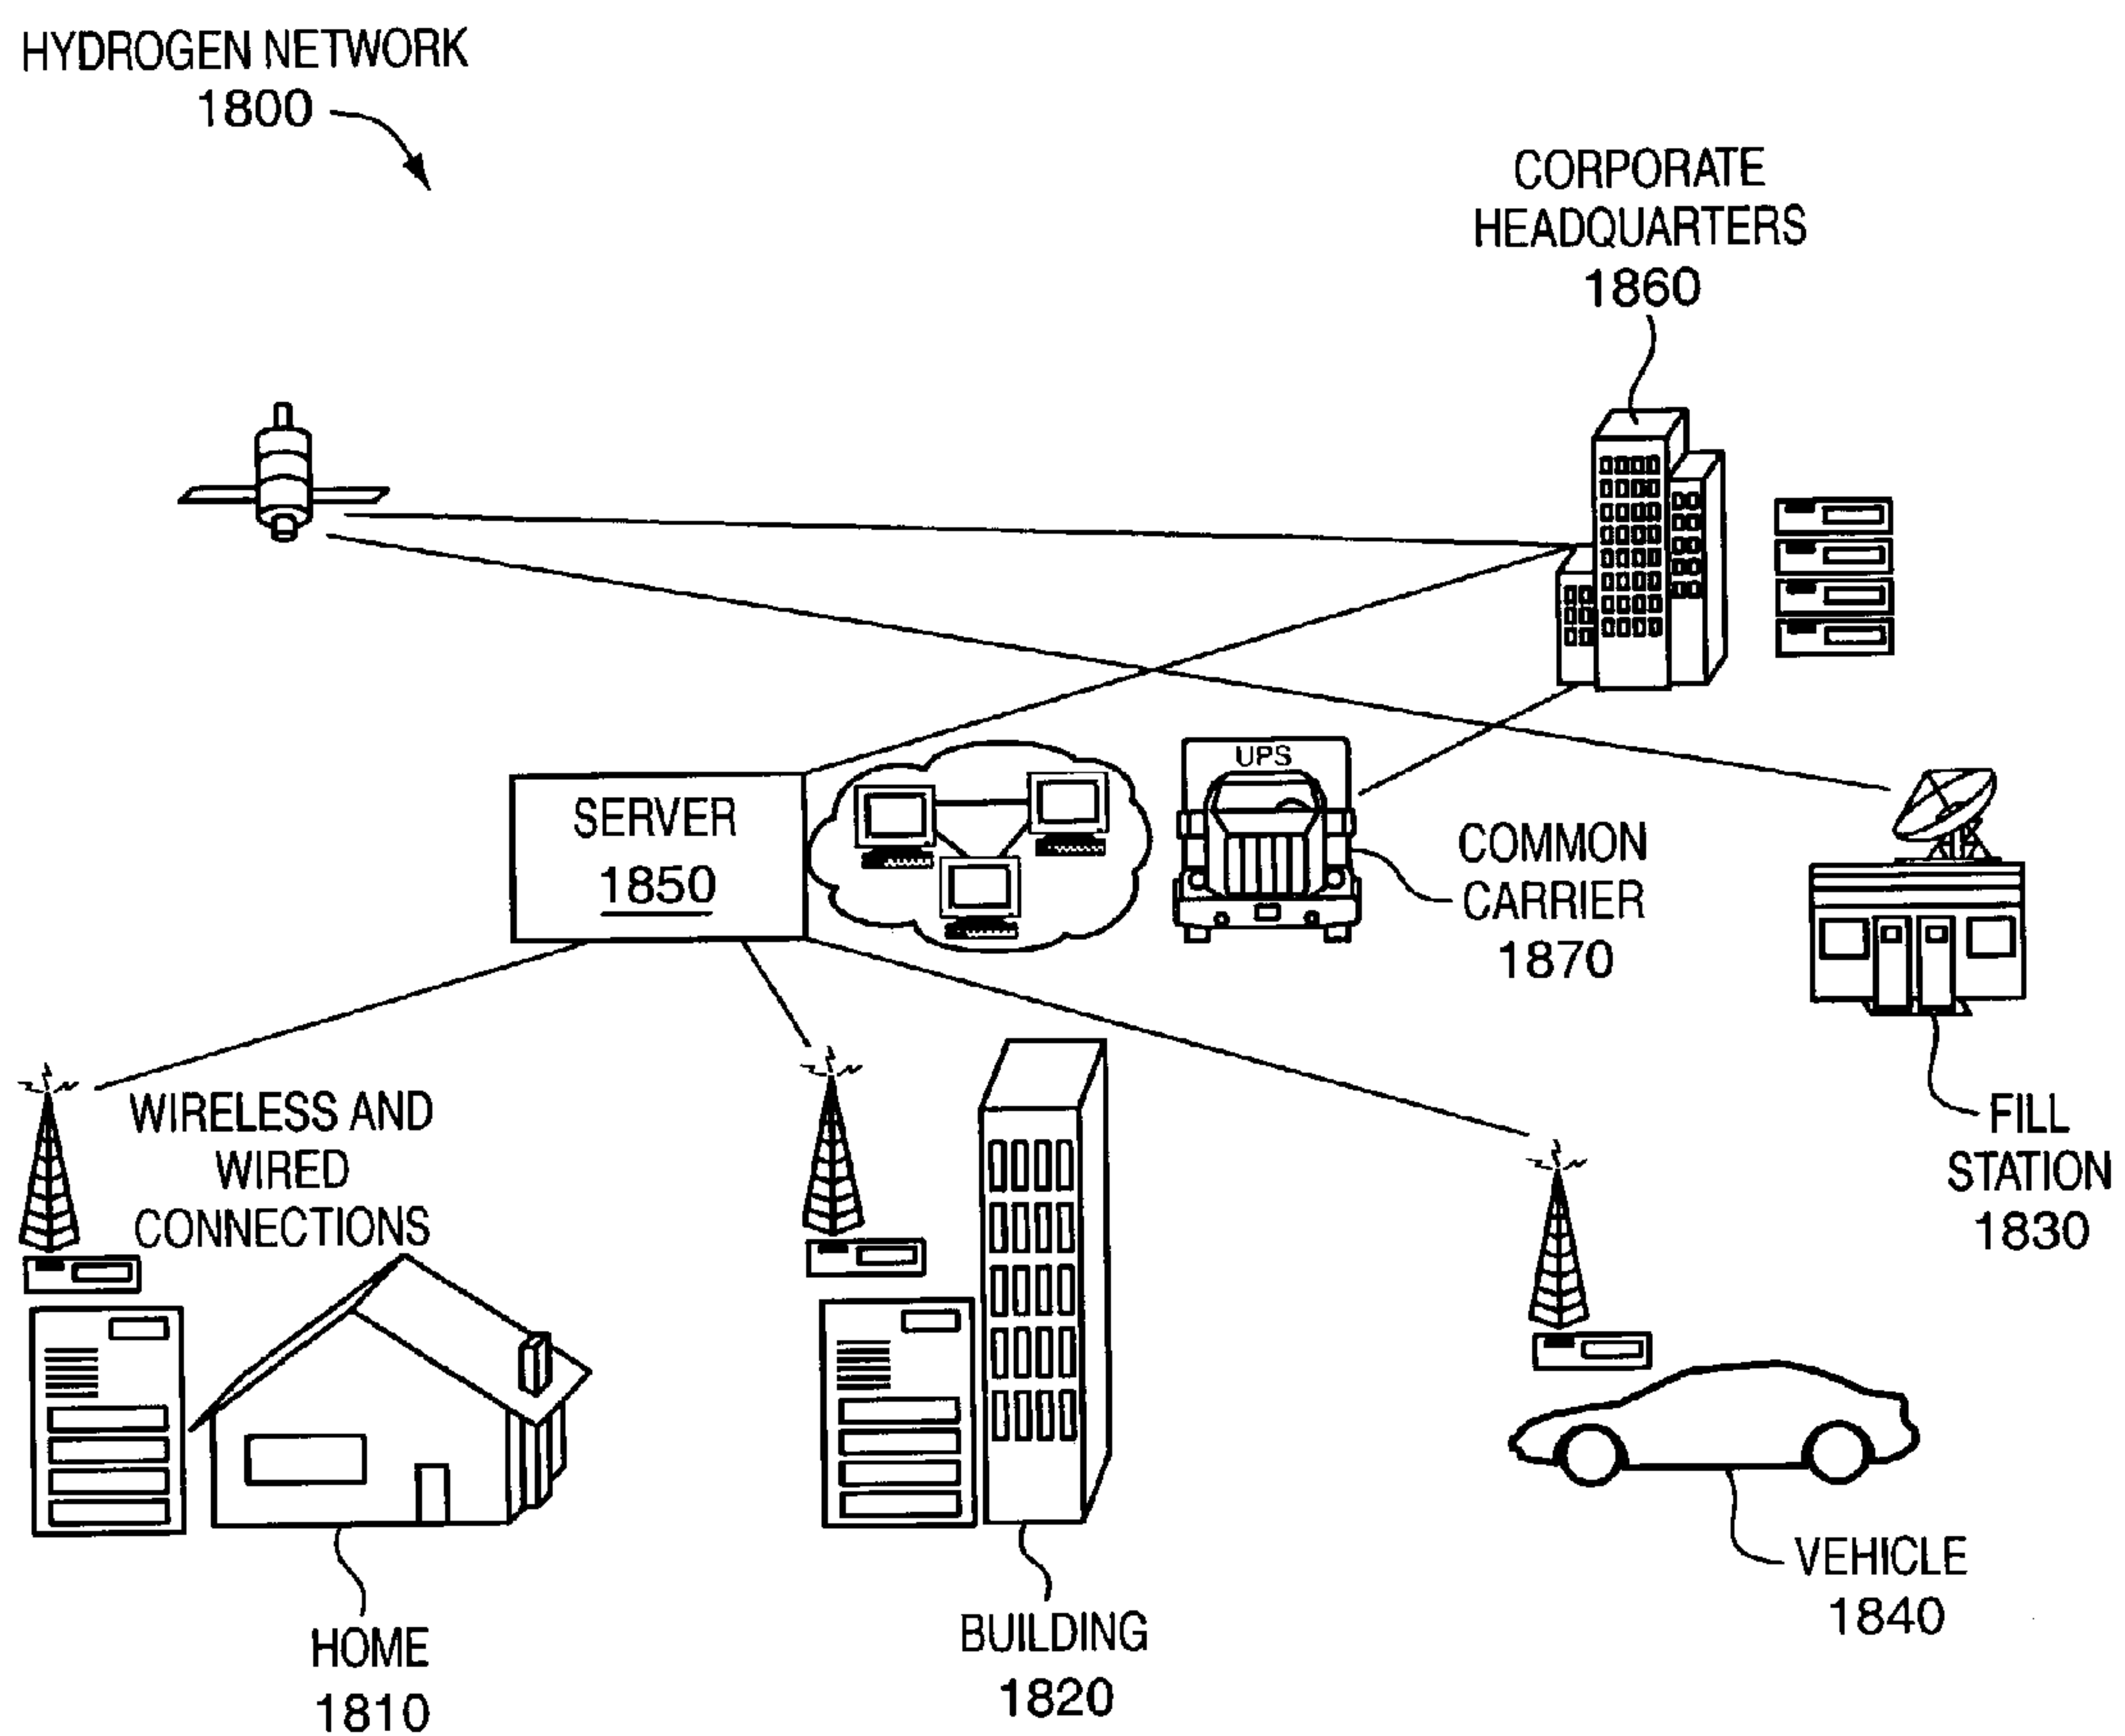 HYDROGEN NETWORK
1800
CORPORATE
HEADQUARTERS
1860
UPS
SERVER
1850
COMMON
CARRIER
1870
WIRELESS AND
WIRED
CONNECTIONS
FILL
STATION
1830
VEHICLE
1840
HOME
1810
BUILDING
1820